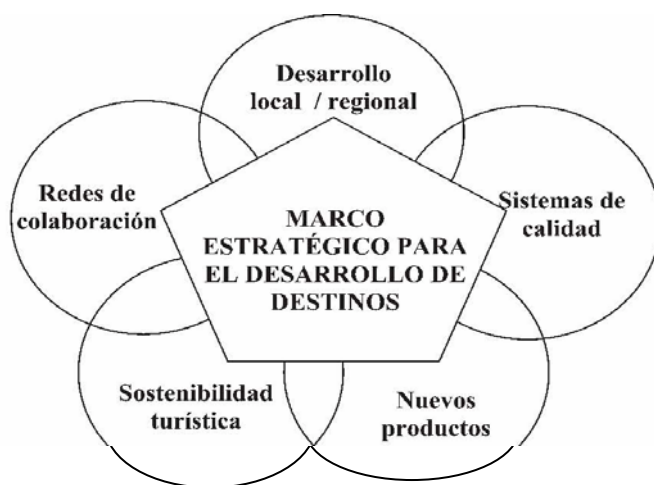 Desarrollo
local / regional
Redes de
colaboración
Sistemas de
calidad
MARCO
ESTRATÉGICO PARA
EL DESARROLLO DE
DESTINOS
Sostenibilidad
turística
Nuevos
productos